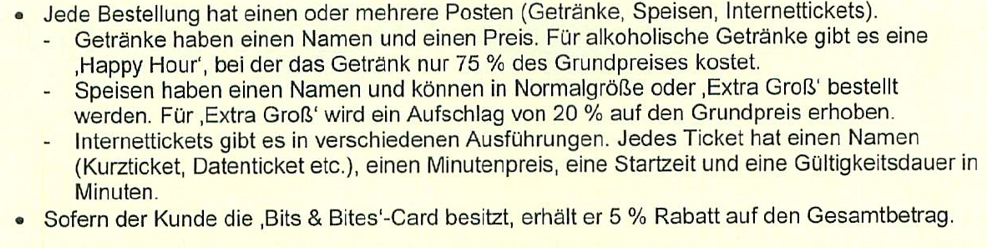 • Jede Bestellung hat einen oder mehrere Posten (Getränke, Speisen, Internettickets).
- Getränke haben einen Namen und einen Preis. Für alkoholische Getränke gibt es eine
‚Happy Hour‘, bei der das Getränk nur 75 % des Grundpreises kostet.
- Speisen haben einen Namen und können in Normalgröße oder ‚Extra Groß‘ bestellt
werden. Für ‚Extra Groß‘ wird ein Aufschlag von 20 % auf den Grundpreis erhoben.
- Internettickets gibt es in verschiedenen Ausführungen. Jedes Ticket hat einen Namen
(Kurzticket, Datenticket etc.), einen Minutenpreis, eine Startzeit und eine Gültigkeitsdauer in
Minuten.
• Sofern der Kunde die ‚Bits & Bites‘-Card besitzt, erhält er 5 % Rabatt auf den Gesamtbetrag.